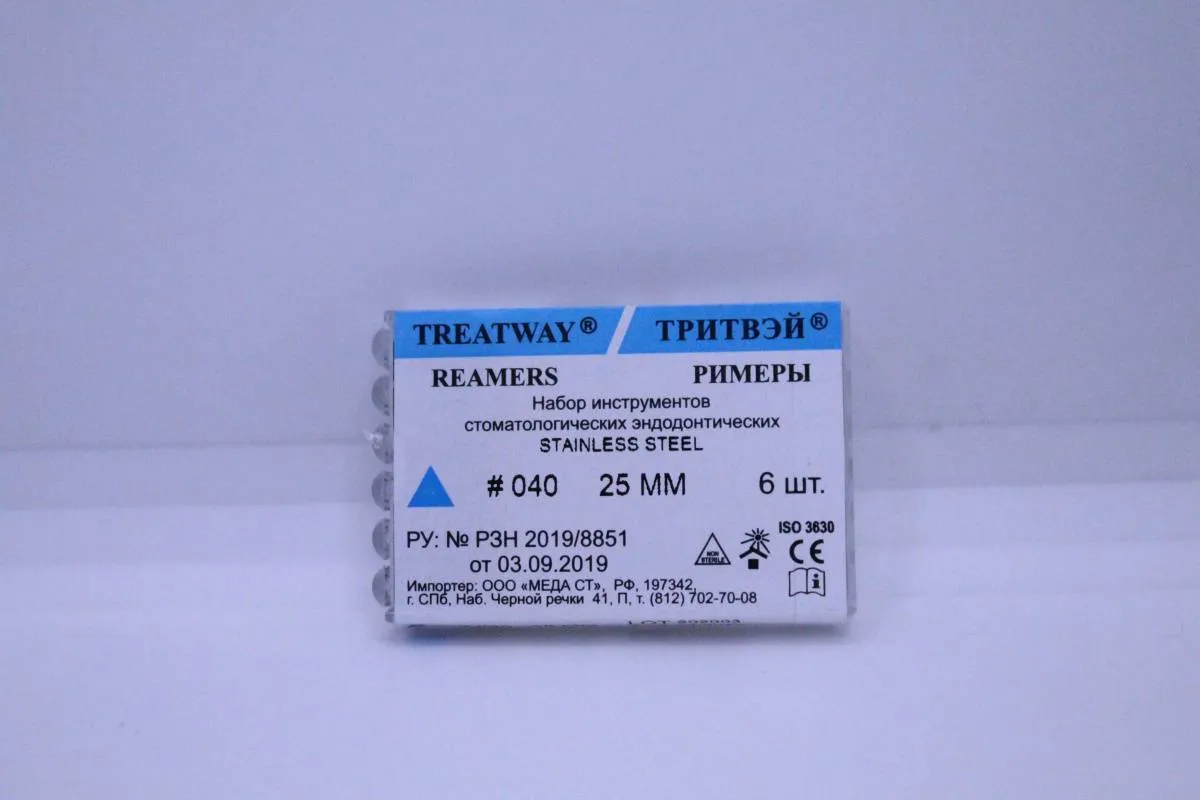 TREATWAY® ТРИТВЭЙ®
REAMERS РИМЕРЫ
Набор инструментов
стоматологических эндодонтических
STAINLESS STEEL
# 040 25 MM 6 шт.
РУ: № РЗН 2019/8851
от 03.09.2019
NON STERILE
ISO 3630
CE
i
Импортер: ООО «МЕДА СТ», РФ, 197342,
г. СПб, Наб. Черной речки 41, П, т. (812) 702-70-08
LOT